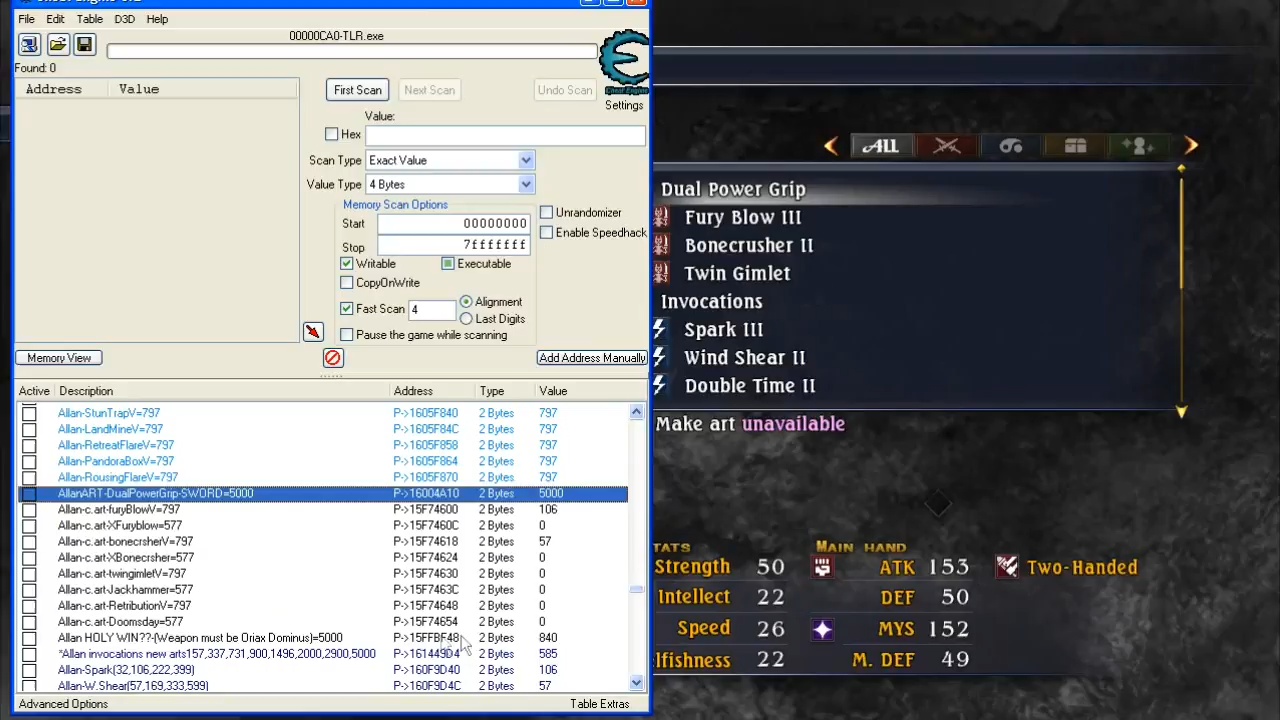 File Edit Table D3D Help
00000CA0-TLR.exe
Found: 0
Address Value
First Scan Next Scan Undo Scan
Cheat Engine
Settings
Value:
Hex
Scan Type Exact Value
Value Type 4 Bytes
Memory Scan Options
Start 00000000
Stop 7fffffff
Unrandomizer
Enable Speedhack
Writable Executable
CopyOnWrite
Fast Scan 4 Alignment
Last Digits
Pause the game while scanning
Memory View Add Address Manually
Active Description Address Type Value
Allan-StunTrapV=797 P->1605F840 2 Bytes 797
Allan-LandMineV=797 P->1605F84C 2 Bytes 797
Allan-RetreatFlareV=797 P->1605F858 2 Bytes 797
Allan-PandoraBoxV=797 P->1605F864 2 Bytes 797
Allan-RousingFlareV=797 P->1605F870 2 Bytes 797
AllanART-DualPowerGrip-SWORD=5000 P->16004A10 2 Bytes 5000
Allan-c.art-furyBlowV=797 P->15F74600 2 Bytes 106
Allan-c.art-XFuryblow=577 P->15F7460C 2 Bytes 0
Allan-c.art-bonecrusherV=797 P->15F74618 2 Bytes 57
Allan-c.art-XBonecrsher=577 P->15F74624 2 Bytes 0
Allan-c.art-twingimletV=797 P->15F74630 2 Bytes 0
Allan-c.art-Jackhammer=577 P->15F7463C 2 Bytes 0
Allan-c.art-RetributionV=797 P->15F74648 2 Bytes 0
Allan-c.art-Doomsday=577 P->15F74654 2 Bytes 0
Allan HOLY WIN??-(Weapon must be Oriax Dominus)=5000 P->15FFBF48 2 Bytes 840
*Allan invocations new arts157,337,731,900,1496,2000,2900,5000 P->161449D4 2 Bytes 585
Allan-Spark(32,106,222,399) P->160F9D40 2 Bytes 106
Allan-W.Shear(57,169,333,599) P->160F9D4C 2 Bytes 57
Advanced Options Table Extras
ALL
Dual Power Grip
Fury Blow III
Bonecrusher II
Twin Gimlet
Invocations
Spark III
Wind Shear II
Double Time II
Make art unavailable
TATS MAIN HAND
Strength 50 ATK 153 Two-Handed
Intellect 22 DEF 50
Speed 26 MYS 152
lfishness 22 M. DEF 49